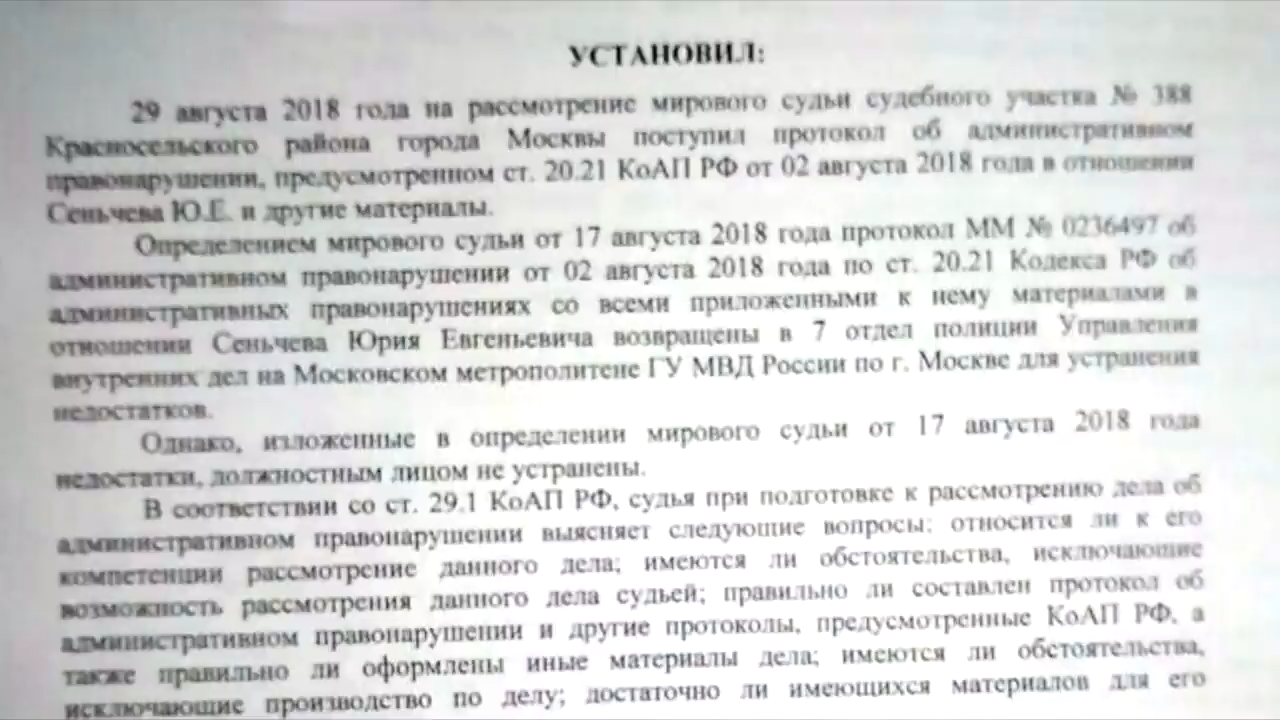 УСТАНОВИЛ:
29 августа 2018 года на рассмотрение мирового судьи судебного участка № 388
Красносельского района города Москвы поступил протокол об административном
правонарушении, предусмотренном ст. 20.21 КоАП РФ от 02 августа 2018 года в отношении
Сеньчева Ю.Е. и другие материалы.
Определением мирового судьи от 17 августа 2018 года протокол ММ № 0236497 об
административном правонарушении от 02 августа 2018 года по ст. 20.21 Кодекса РФ об
административных правонарушениях со всеми приложенными к нему материалами в
отношении Сеньчева Юрия Евгеньевича возвращены в 7 отдел полиции Управления
внутренних дел на Московском метрополитене ГУ МВД России по г. Москве для устранения
недостатков.
Однако, изложенные в определении мирового судьи от 17 августа 2018 года
недостатки, должностным лицом не устранены.
В соответствии со ст. 29.1 КоАП РФ, судья при подготовке к рассмотрению дела об
административном правонарушении выясняет следующие вопросы: относится ли к его
компетенции рассмотрение данного дела; имеются ли обстоятельства, исключающие
возможность рассмотрения данного дела судьей; правильно ли составлен протокол об
административном правонарушении и другие протоколы, предусмотренные КоАП РФ, а
также правильно ли оформлены иные материалы дела; имеются ли обстоятельства,
исключающие производство по делу; достаточно ли имеющихся материалов для его